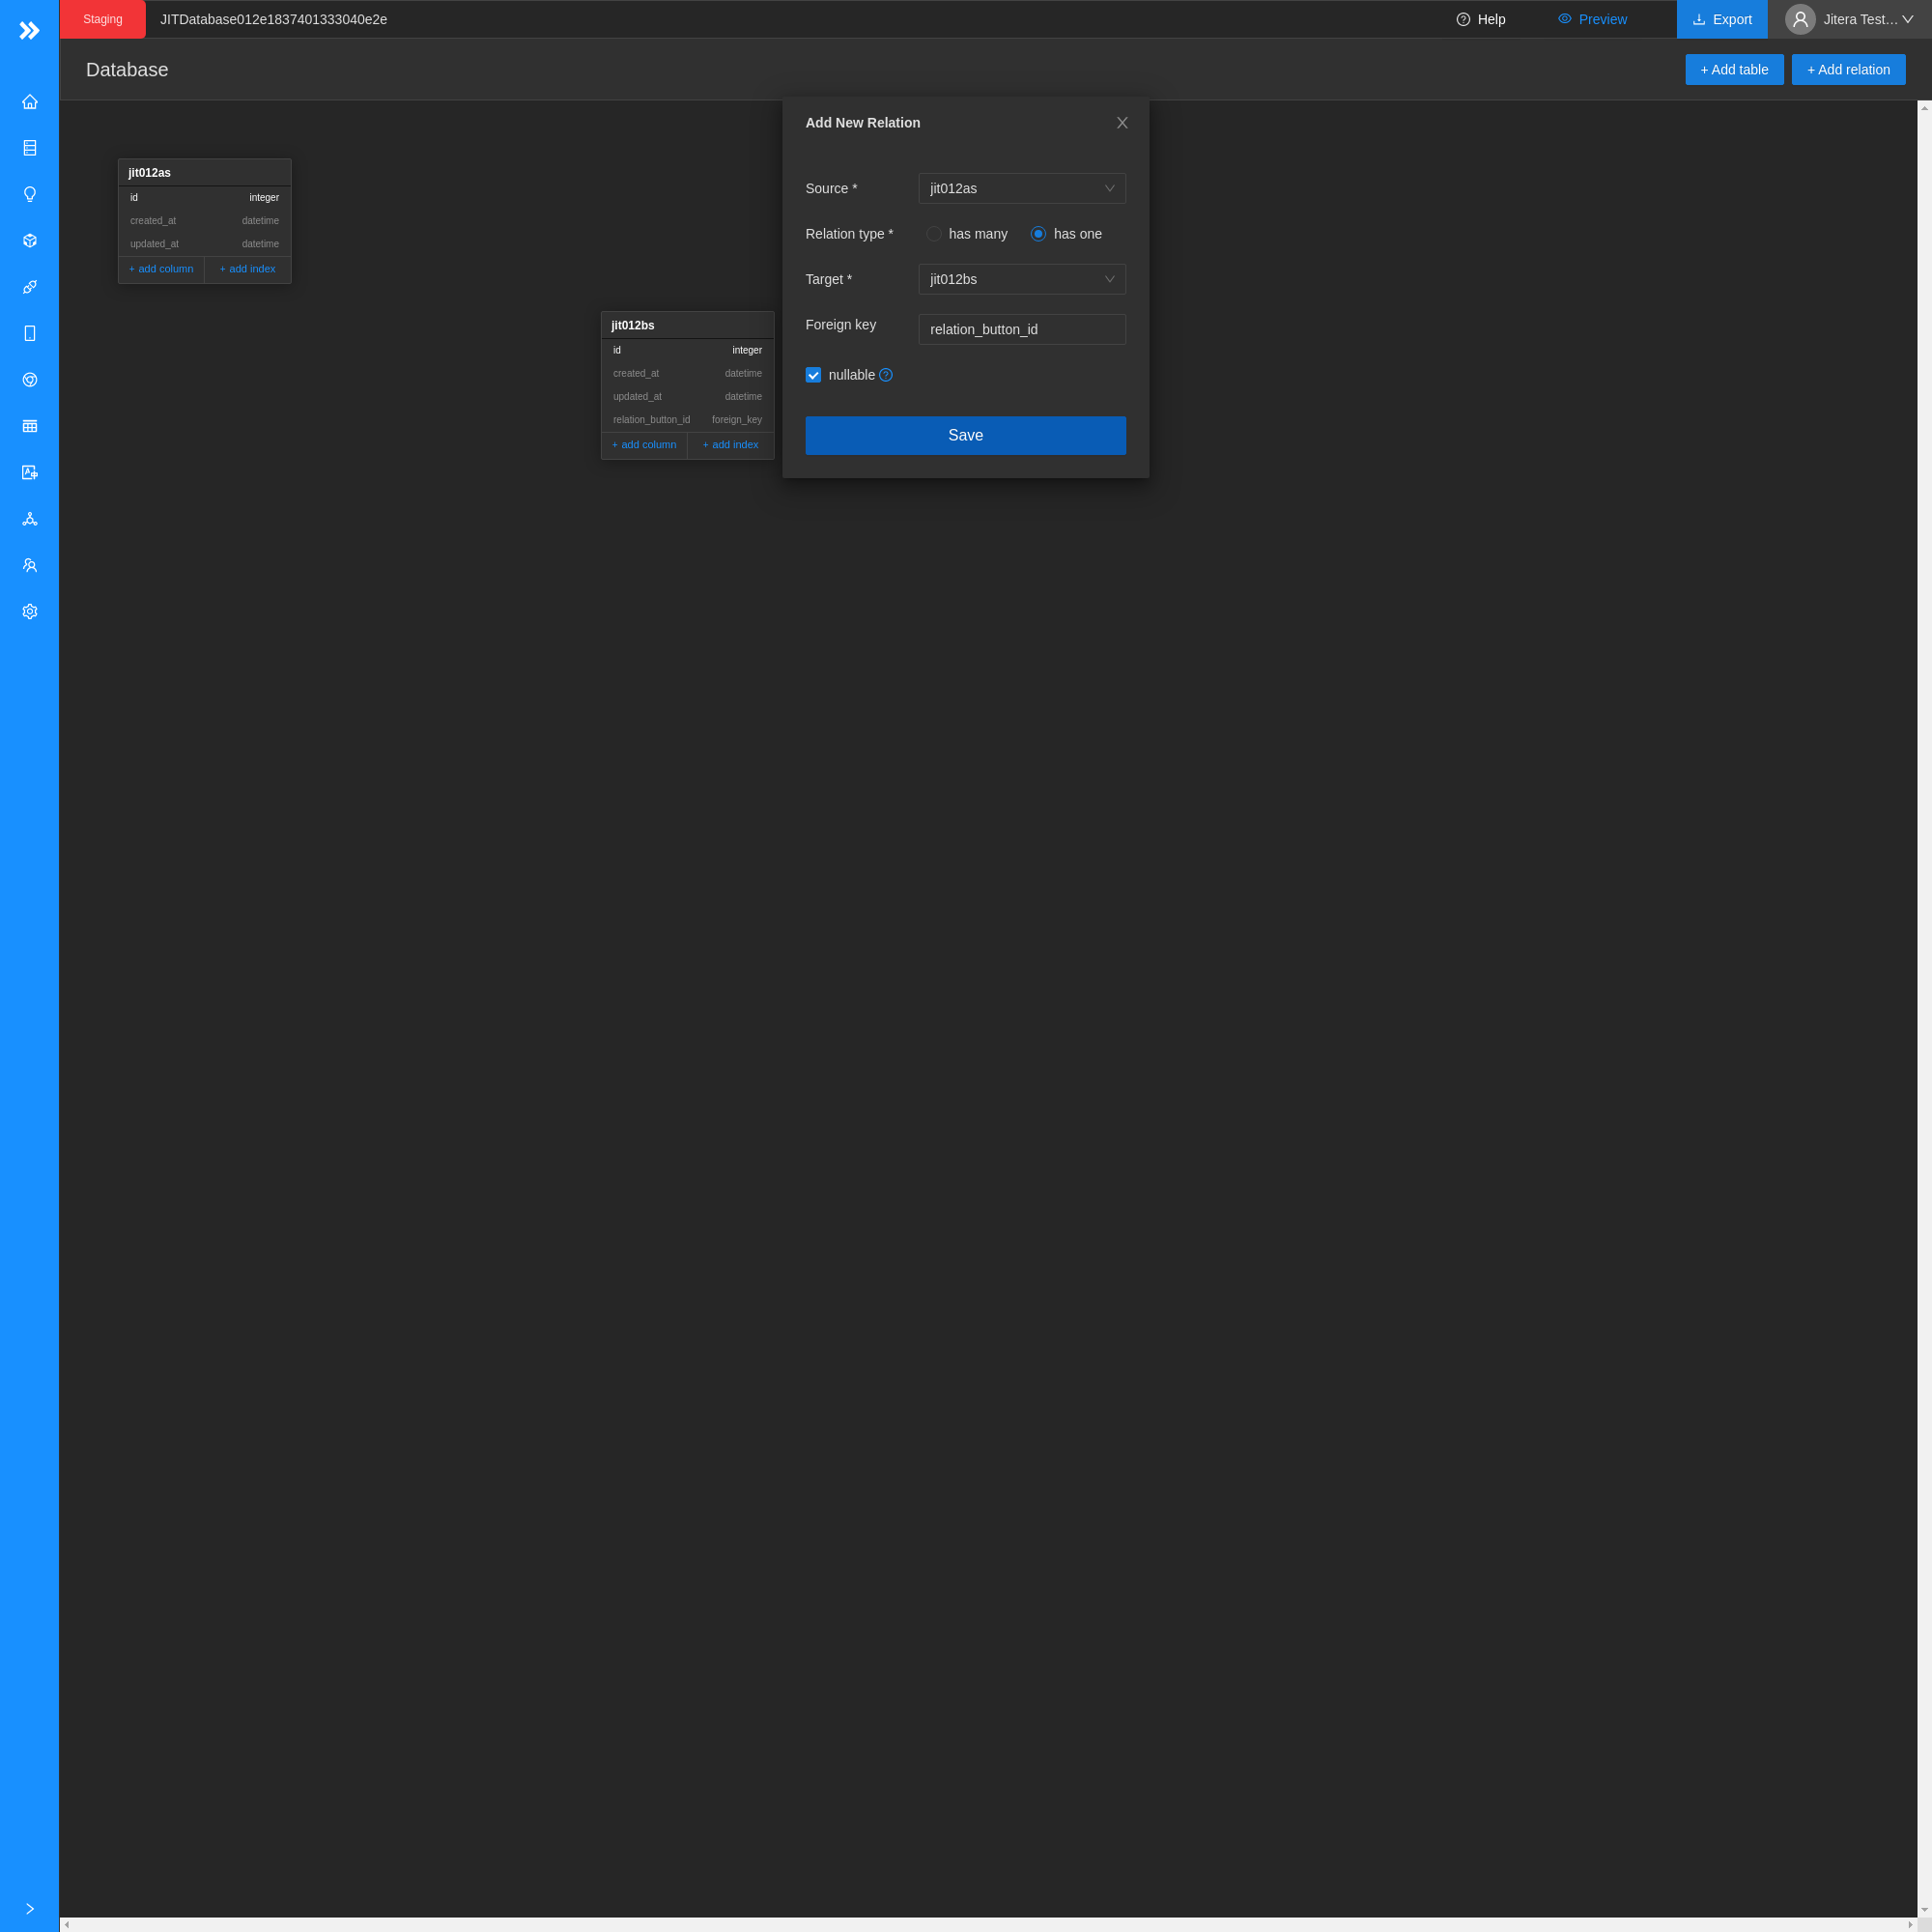 Staging
JITDatabase012e1837401333040e2e
Help
Preview
Export
Jitera Test…
Database
+ Add table
+ Add relation
jit012as
id integer
created_at datetime
updated_at datetime
+ add column + add index
jit012bs
id integer
created_at datetime
updated_at datetime
relation_button_id foreign_key
+ add column + add index
Add New Relation
Source * jit012as
Relation type * has many has one
Target * jit012bs
Foreign key relation_button_id
nullable
Save